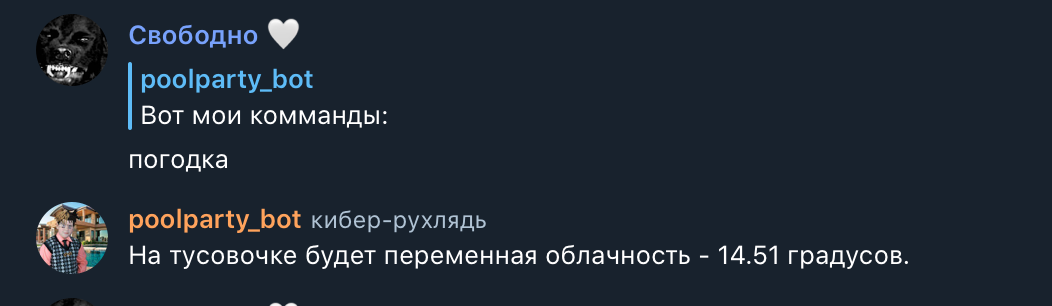 Свободно 🤍
poolparty_bot
Вот мои комманды:
погодка
poolparty_bot кибер-рухлядь
На тусовочке будет переменная облачность - 14.51 градусов.